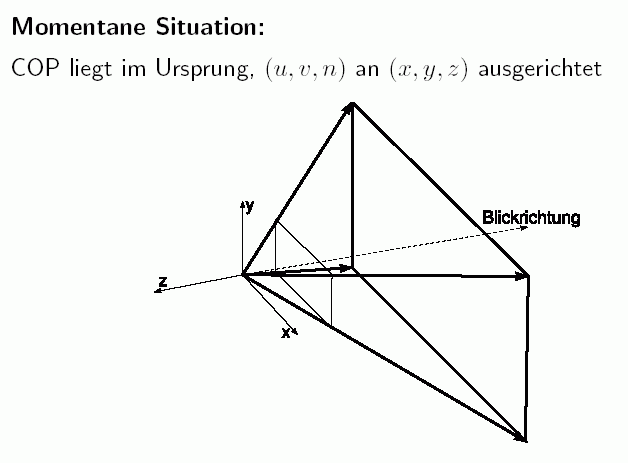 Momentane Situation:
COP liegt im Ursprung, (u, v, n) an (x, y, z) ausgerichtet
y
Blickrichtung
z
x